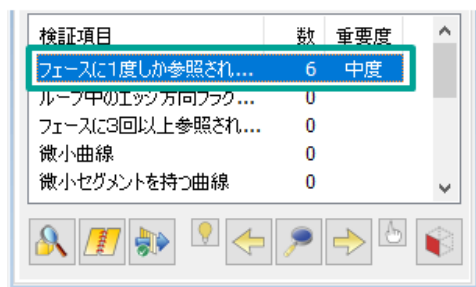 検証項目 数 重要度
フェースに1度しか参照され... 6 中度
ループ中のエッジ方向フラグ... 0
フェースに3回以上参照され... 0
微小曲線 0
微小セグメントを持つ曲線 0